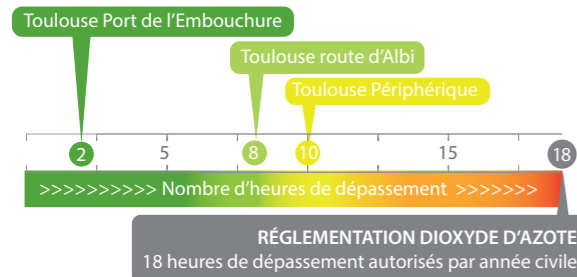 Toulouse Port de l'Embouchure
Toulouse route d'Albi
Toulouse Périphérique
2 5 8 10 15 18
>>>>>>>>>> Nombre d'heures de dépassement >>>>>>>
RÉGLEMENTATION DIOXYDE D'AZOTE
18 heures de dépassement autorisés par année civile